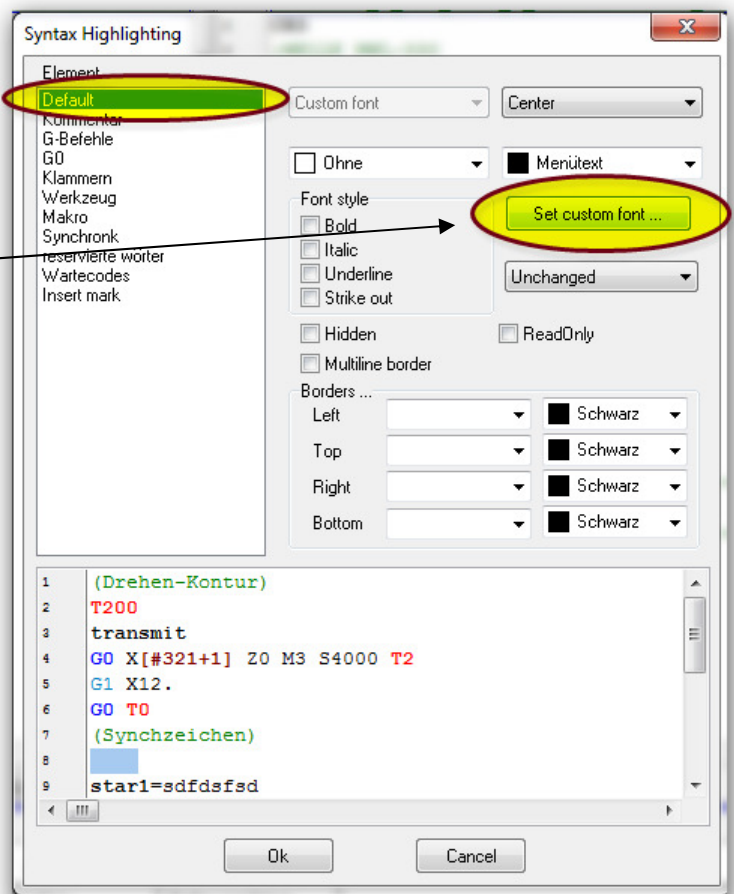 Syntax Highlighting
Element
Default
Kommentar
G-Befehle
G0
Klammern
Werkzeug
Makro
Synchronk
reservierte wörter
Wartecodes
Insert mark
Custom font
Center
Ohne
Menütext
Font style
Bold
Italic
Underline
Strike out
Set custom font ...
Unchanged
Hidden
ReadOnly
Multiline border
Borders ...
Left
Schwarz
Top
Schwarz
Right
Schwarz
Bottom
Schwarz
1 (Drehen-Kontur)
2 T200
3 transmit
4 G0 X[#321+1] Z0 M3 S4000 T2
5 G1 X12.
6 G0 T0
7 (Synchzeichen)
8
9 star1=sdfdsfsd
Ok
Cancel